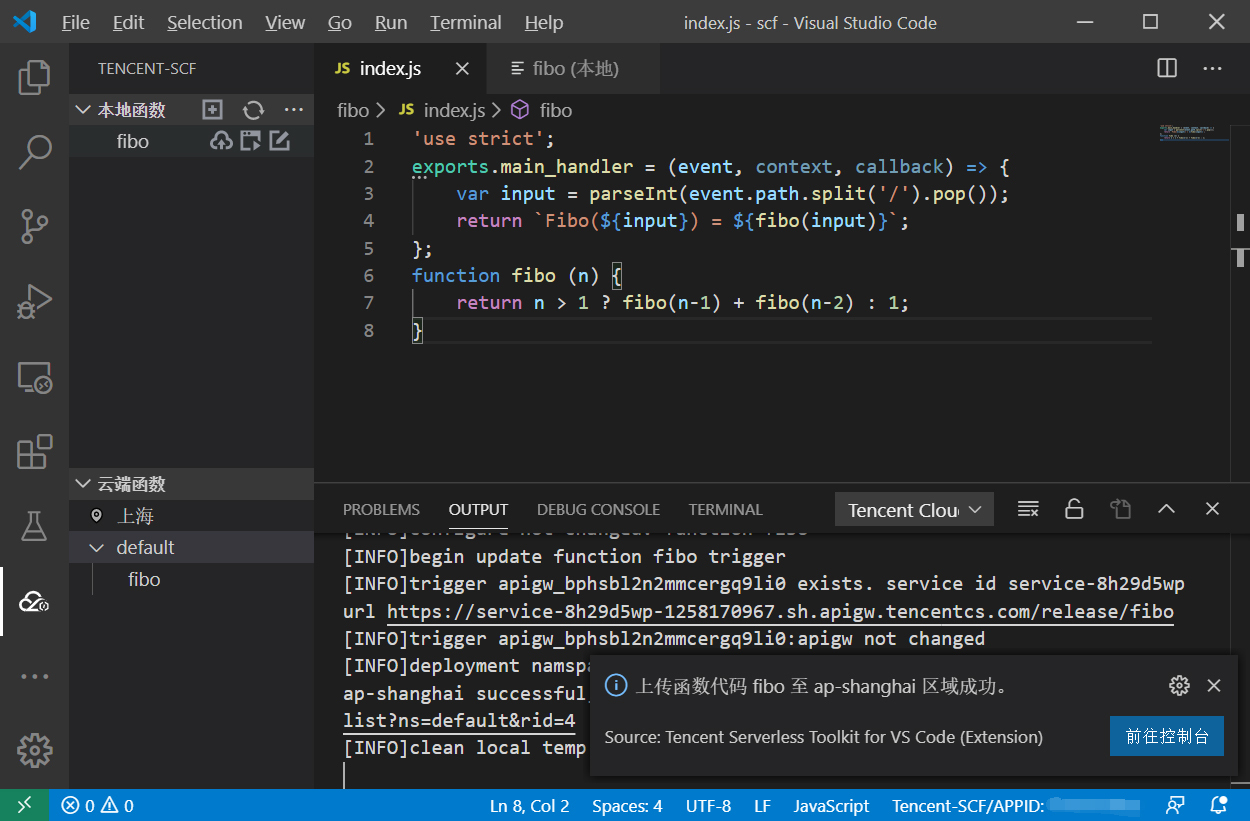 File Edit Selection View Go Run Terminal Help index.js - scf - Visual Studio Code
TENCENT-SCF
本地函数
fibo
云端函数
上海
default
fibo
JS index.js
fibo (本地)
fibo > JS index.js > fibo
1 'use strict';
2 exports.main_handler = (event, context, callback) => {
3 var input = parseInt(event.path.split('/').pop());
4 return `Fibo(${input}) = ${fibo(input)}`;
5 };
6 function fibo (n) {
7 return n > 1 ? fibo(n-1) + fibo(n-2) : 1;
8 }
PROBLEMS OUTPUT DEBUG CONSOLE TERMINAL Tencent Clou
[INFO]configure not changed: function fibo
[INFO]begin update function fibo trigger
[INFO]trigger apigw_bphsbl2n2mmcergq9li0 exists. service id service-8h29d5wp
url https://service-8h29d5wp-1258170967.sh.apigw.tencentcs.com/release/fibo
[INFO]trigger apigw_bphsbl2n2mmcergq9li0:apigw not changed
[INFO]deployment namspa
ap-shanghai successful
list?ns=default&rid=4
[INFO]clean local temp
上传函数代码 fibo 至 ap-shanghai 区域成功。
Source: Tencent Serverless Toolkit for VS Code (Extension)
前往控制台
0 0 Ln 8, Col 2 Spaces: 4 UTF-8 LF JavaScript Tencent-SCF/APPID: